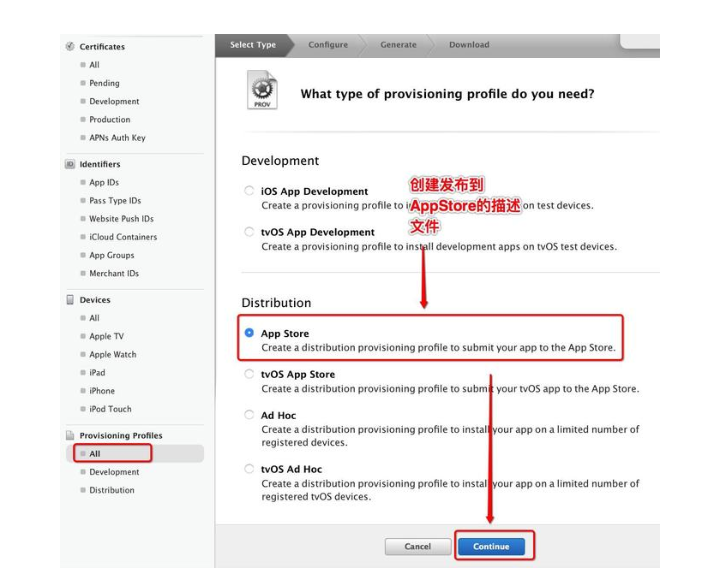 Certificates
All
Pending
Development
Production
APNs Auth Key
Identifiers
App IDs
Pass Type IDs
Website Push IDs
iCloud Containers
App Groups
Merchant IDs
Devices
All
Apple TV
Apple Watch
iPad
iPhone
iPod Touch
Provisioning Profiles
All
Development
Distribution
Select Type Configure Generate Download
PROV
What type of provisioning profile do you need?
Development
iOS App Development
Create a provisioning profile to on test devices.
创建发布到
AppStore的描述
文件
tvOS App Development
Create a provisioning profile to install development apps on tvOS test devices.
Distribution
App Store
Create a distribution provisioning profile to submit your app to the App Store.
tvOS App Store
Create a distribution provisioning profile to submit your tvOS app to the App Store.
Ad Hoc
Create a distribution provisioning profile to install your app on a limited number of
registered devices.
tvOS Ad Hoc
Create a distribution provisioning profile to install your app on a limited number of
registered tvOS devices.
Cancel Continue